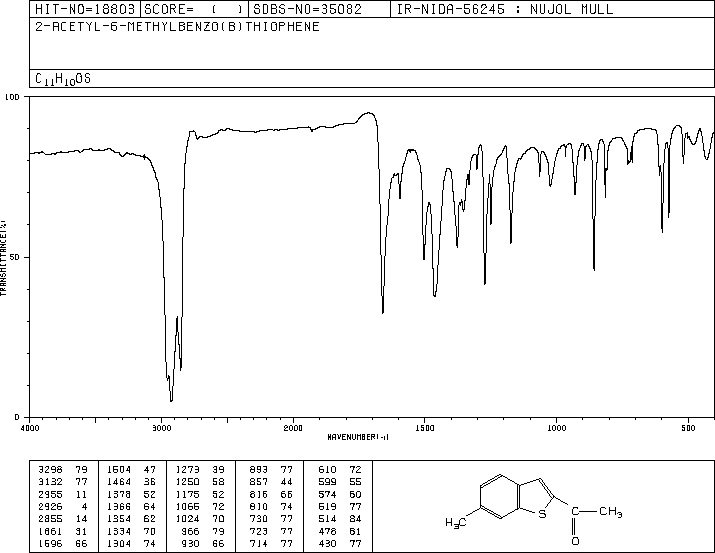 HIT-NO=18803 SCORE= ( ) SDBS-NO=35082 IR-NIDA-56245 : NUJOL MULL
2-ACETYL-6-METHYLBENZO(B)THIOPHENE
C11H10OS
100
50
0
TRANSMITTANCE(%)
4000 3000 2000 1500 1000 500
WAVENUMBER(-1)
3298 79 1504 47 1273 39 893 77 610 72
3132 77 1464 36 1250 58 857 44 599 55
2955 11 1378 52 1175 52 816 66 574 60
2926 4 1366 64 1066 72 810 74 519 77
2855 14 1354 62 1024 70 730 77 514 84
1661 31 1334 70 966 79 723 77 478 81
1596 66 1304 74 930 66 714 77 430 77
H3C S C CH3
O